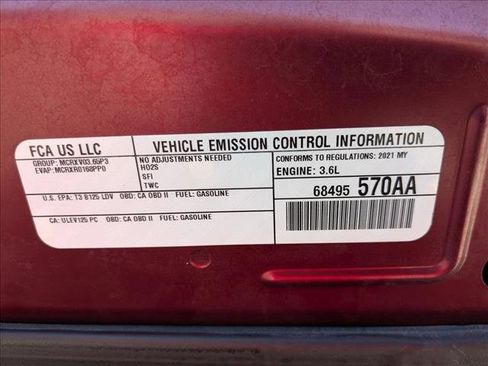 FCA US LLC
VEHICLE EMISSION CONTROL INFORMATION
GROUP: MCRXV03.65P3
EVAP: MCRXR0168PP0
NO ADJUSTMENTS NEEDED
HO2S
SFI
TWC
CONFORMS TO REGULATIONS: 2021 MY
ENGINE: 3.6L
68495 570AA
U.S. EPA: T3 B125 LDV OBD: CA OBD II FUEL: GASOLINE
CA: ULEV125 PC OBD: CA OBD II FUEL: GASOLINE